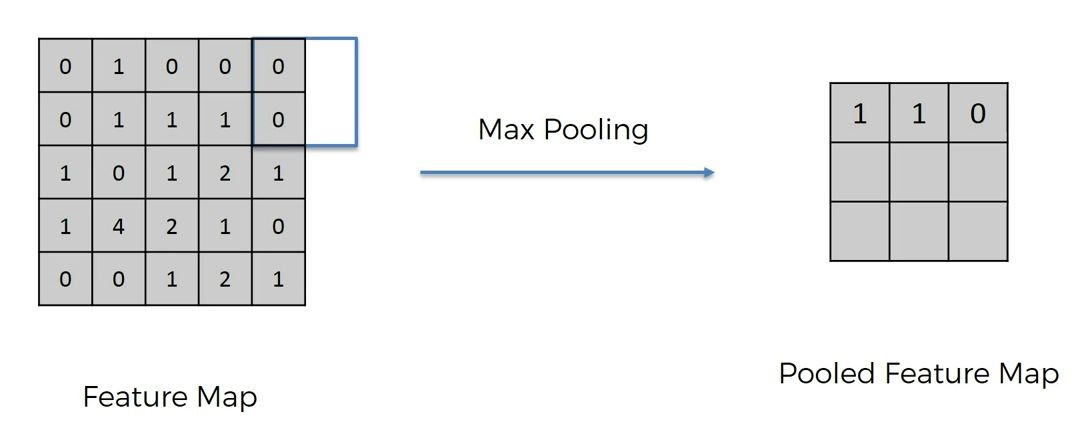 0 1 0 0 0
0 1 1 1 0
1 0 1 2 1
1 4 2 1 0
0 0 1 2 1
Feature Map
Max Pooling
1 1 0
Pooled Feature Map